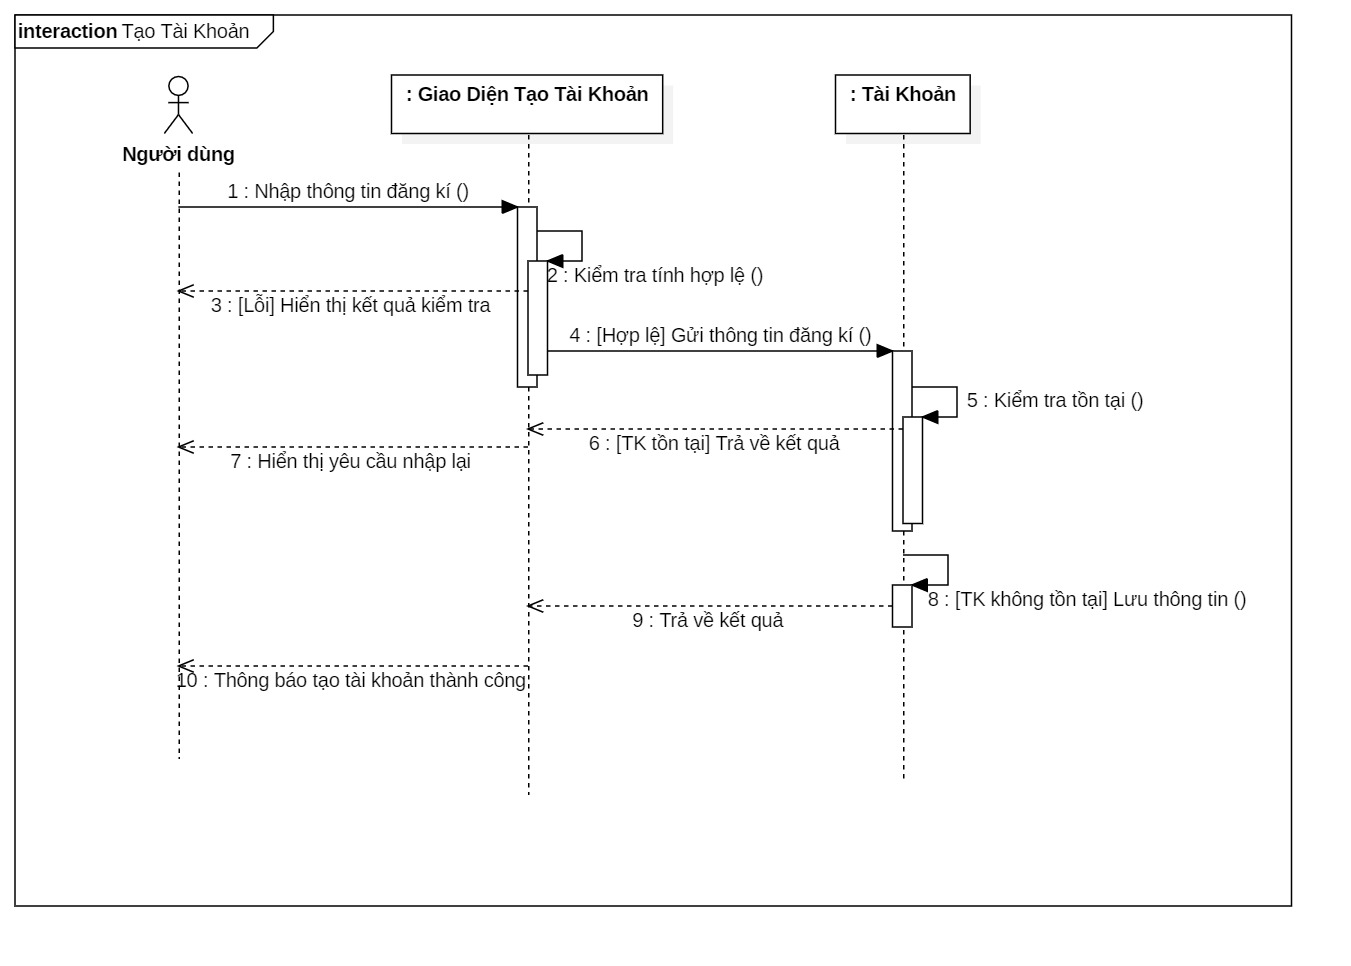 interaction Tạo Tài Khoản
: Giao Diện Tạo Tài Khoản
: Tài Khoản
Người dùng
1 : Nhập thông tin đăng kí ()
2 : Kiểm tra tính hợp lệ ()
3 : [Lỗi] Hiển thị kết quả kiểm tra
4 : [Hợp lệ] Gửi thông tin đăng kí ()
5 : Kiểm tra tồn tại ()
6 : [TK tồn tại] Trả về kết quả
7 : Hiển thị yêu cầu nhập lại
8 : [TK không tồn tại] Lưu thông tin ()
9 : Trả về kết quả
10 : Thông báo tạo tài khoản thành công